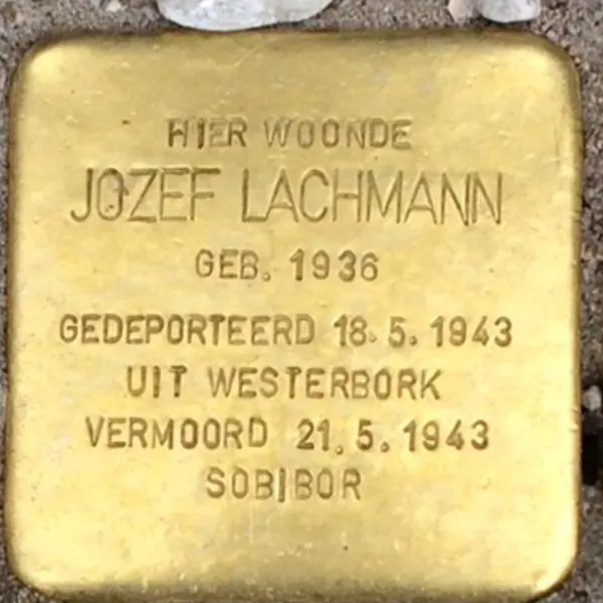 HIER WOONDE
JOZEF LACHMANN
GEB. 1936
GEDEPORTEERD 18.5.1943
UIT WESTERBORK
VERMOORD 21.5.1943
SOBIBOR